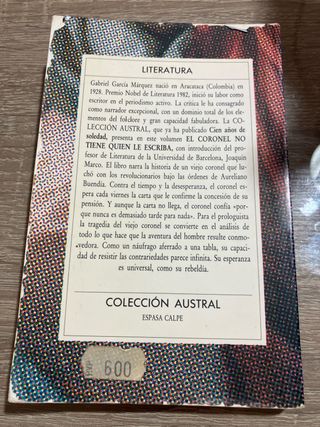 LITERATURA
Gabriel García Márquez nació en Aracataca (Colombia) en
1928. Premio Nobel de Literatura 1982, inició su labor como
escritor en el periodismo activo. La crítica le ha consagrado
como narrador excepcional, con un dominio total de los ele-
mentos del folclore y gran capacidad fabuladora. La CO-
LECCIÓN AUSTRAL, que ya ha publicado Cien años de
soledad, presenta en este volumen EL CORONEL NO
TIENE QUIEN LE ESCRIBA, con introducción del profe-
sor de Literatura de la Universidad de Barcelona, Joaquín
Marco. El libro narra la historia de un viejo coronel que lu-
chó con los revolucionarios bajo las órdenes de Aureliano
Buendía. Contra el tiempo y la desesperanza, el coronel es-
pera cada viernes la carta que le confirme la concesión de su
pensión. Y aunque la carta no llega, el coronel confía «por-
que nunca es demasiado tarde para nada». Para el prologuista
la tragedia del viejo coronel se convierte en el análisis de
todo lo que hace que la aventura del hombre resulte conmo-
vedora. Como un náufrago aferrado a una tabla, su capaci-
dad de resistir las contrariedades parece infinita. Su esperanza
es universal, como su rebeldía.
COLECCIÓN AUSTRAL
ESPASA CALPE
600